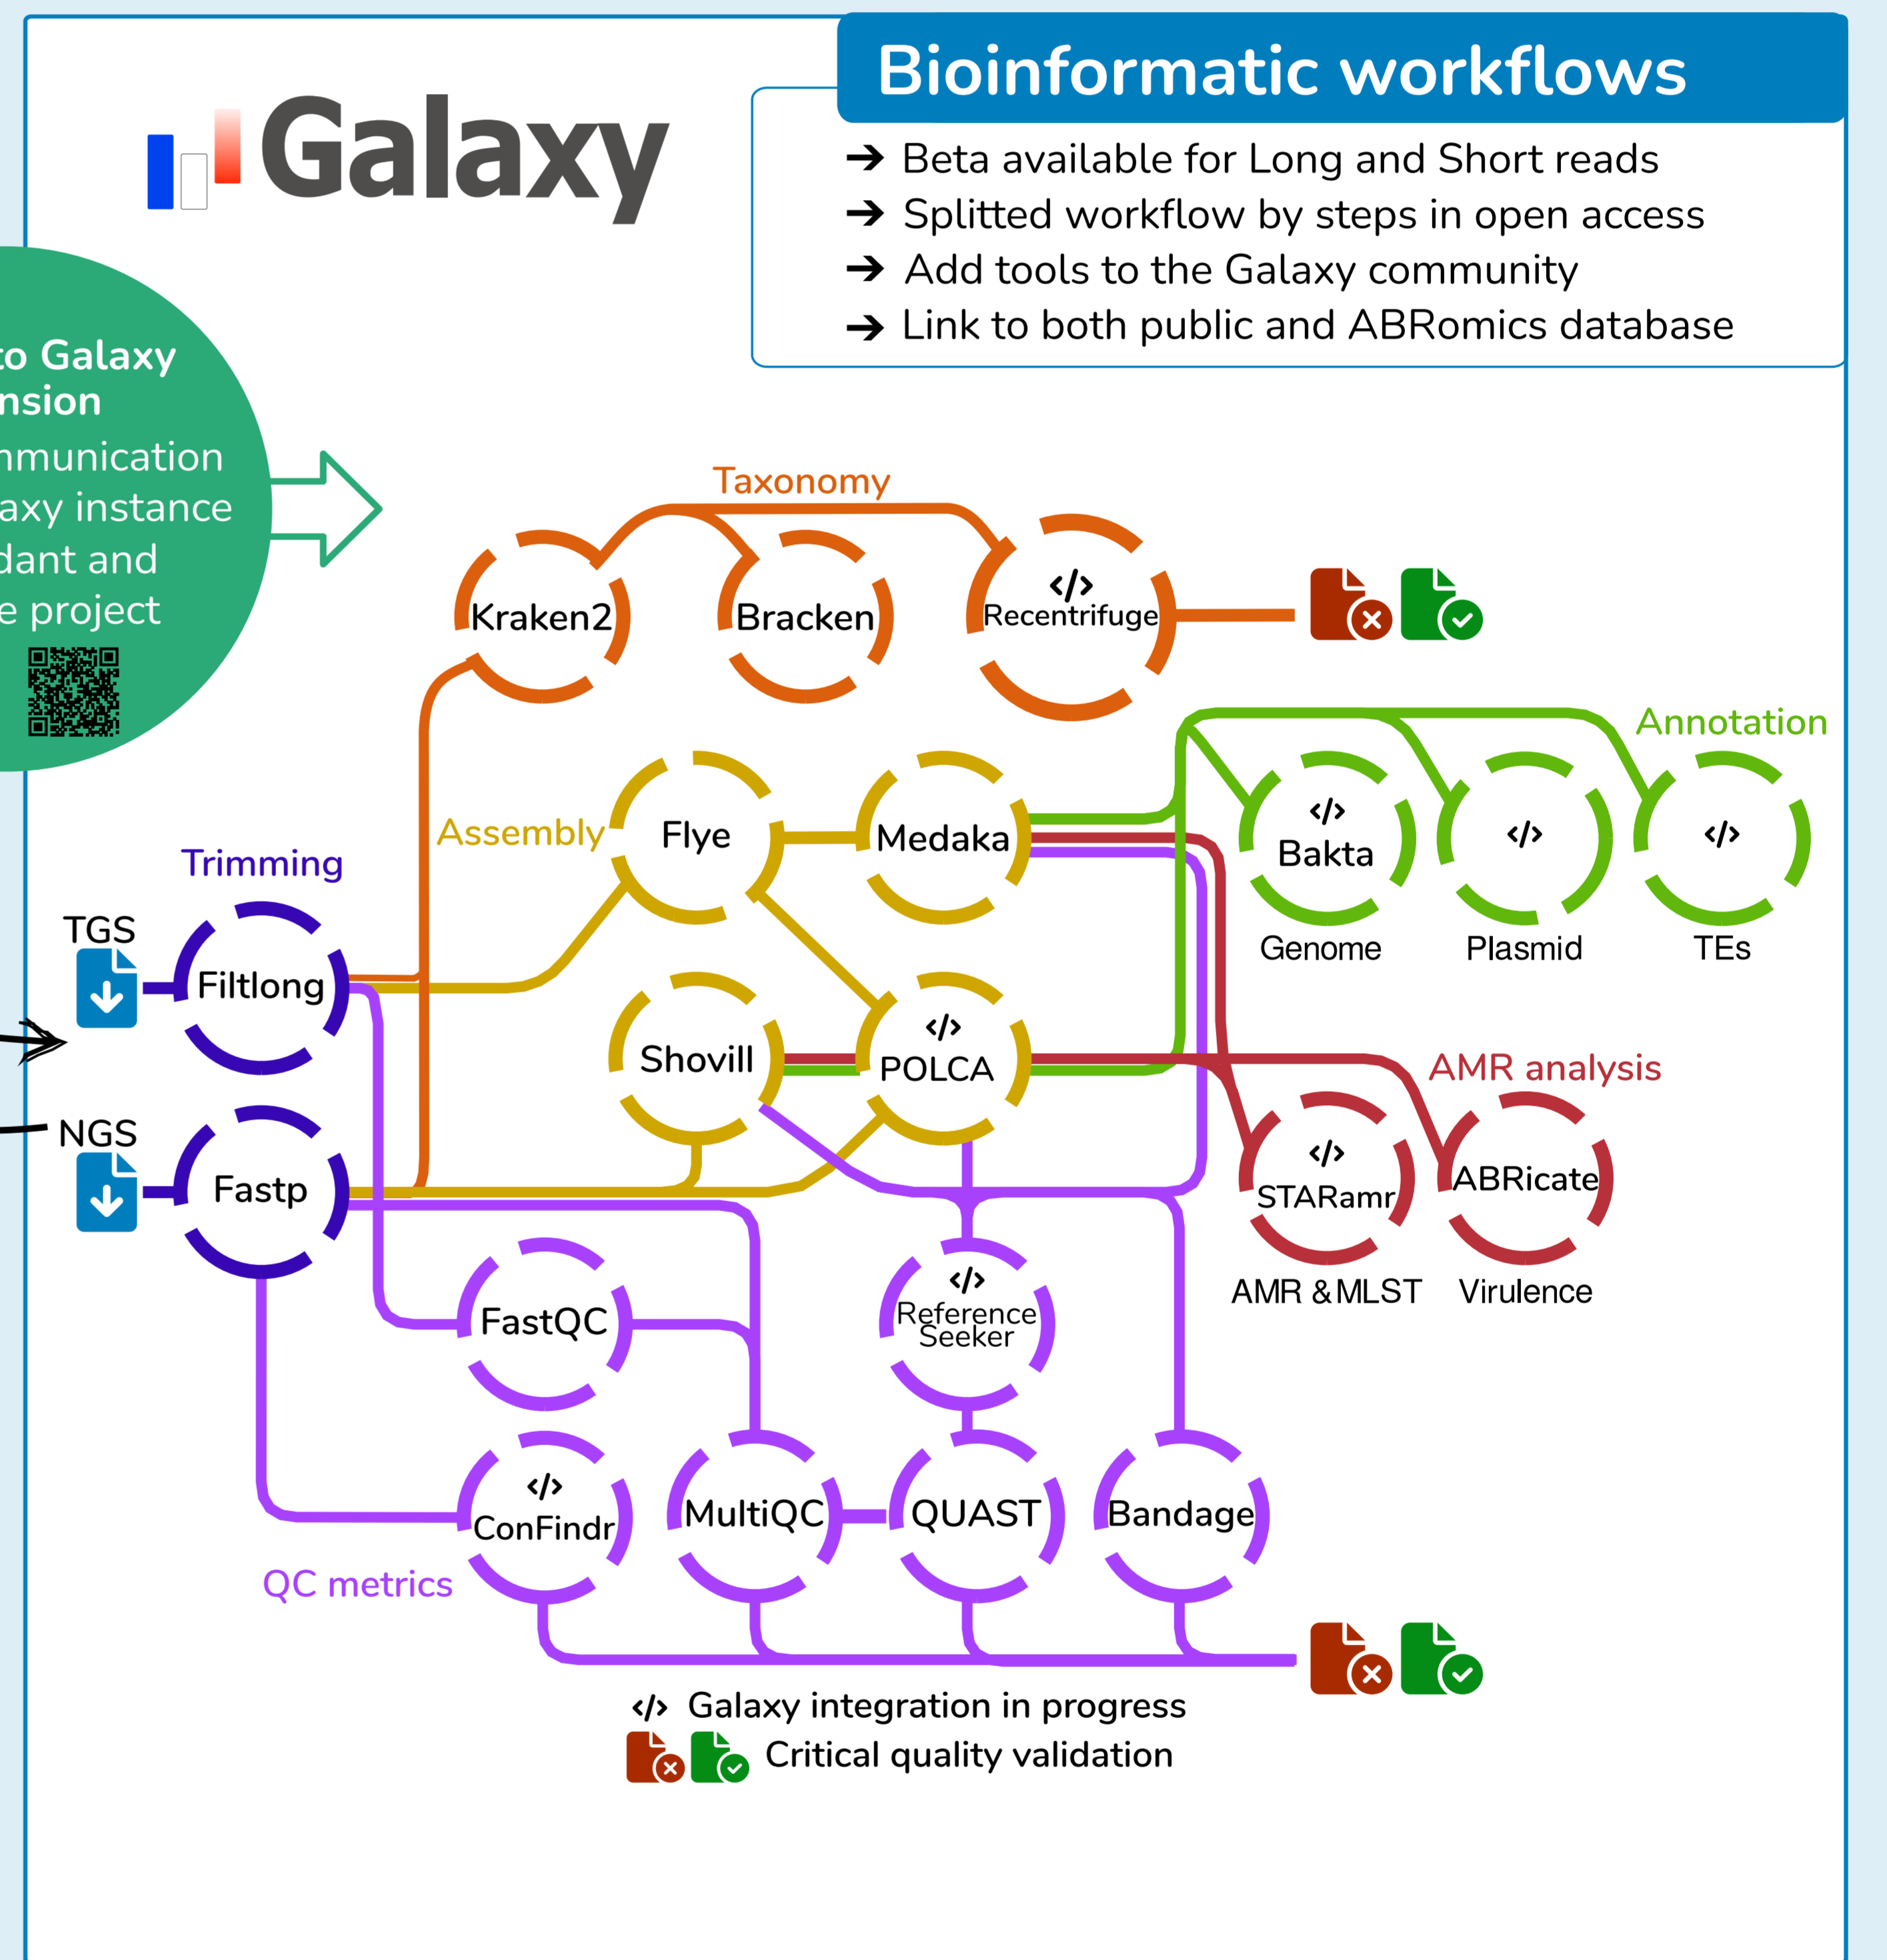 Galaxy
Bioinformatic workflows
Beta available for Long and Short reads
Splitted workflow by steps in open access
Add tools to the Galaxy community
Link to both public and ABRomics database
to Galaxy
nsion
mmunication
axy instance
dant and
e project
Taxonomy
Kraken2
Bracken
</>
Recentrifuge
Annotation
Assembly
Flye
Medaka
</>
Bakta
</>
</>
Genome
Plasmid
TEs
Trimming
TGS
Filtlong
Shovill
</>
POLCA
AMR analysis
NGS
Fastp
</>
STARamr
ABRicate
AMR & MLST
Virulence
FastQC
</>
Reference
Seeker
</>
ConFindr
MultiQC
QUAST
Bandage
QC metrics
</> Galaxy integration in progress
Critical quality validation